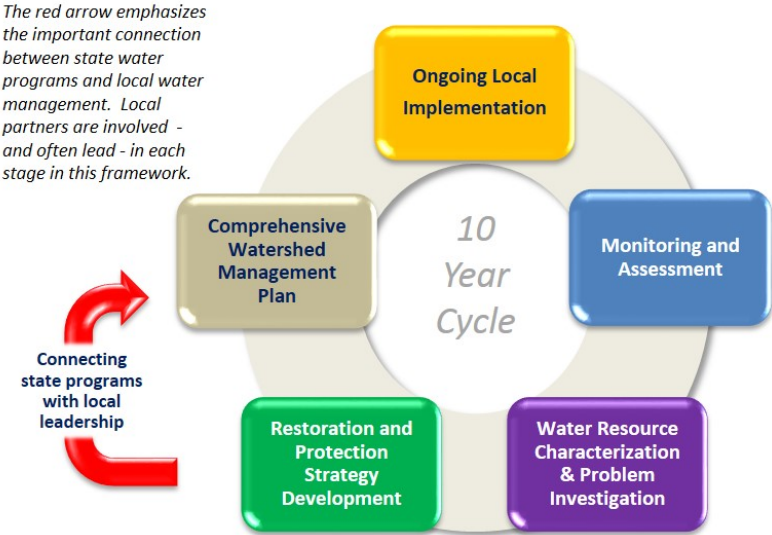 The red arrow emphasizes
the important connection
between state water
programs and local water
management.  Local
partners are involved  -
and often lead - in each
stage in this framework.
Ongoing Local
Implementation
Monitoring and
Assessment
Water Resource
Characterization
& Problem
Investigation
Restoration and
Protection
Strategy
Development
Comprehensive
Watershed
Management
Plan
10
Year
Cycle
Connecting
state programs
with local
leadership